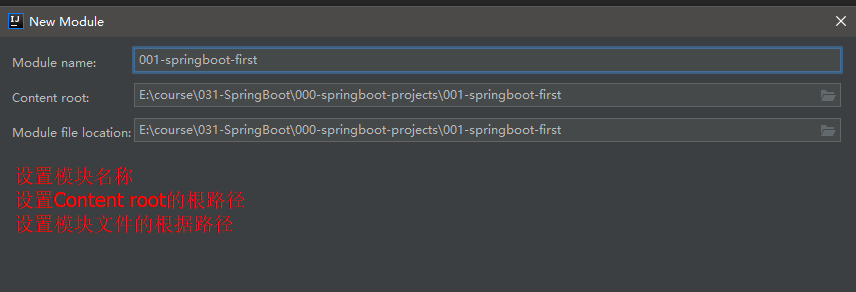 New Module
Module name: 001-springboot-first
Content root: E:\course\031-SpringBoot\000-springboot-projects\001-springboot-first
Module file location: E:\course\031-SpringBoot\000-springboot-projects\001-springboot-first
设置模块名称
设置Content root的根路径
设置模块文件的根据路径